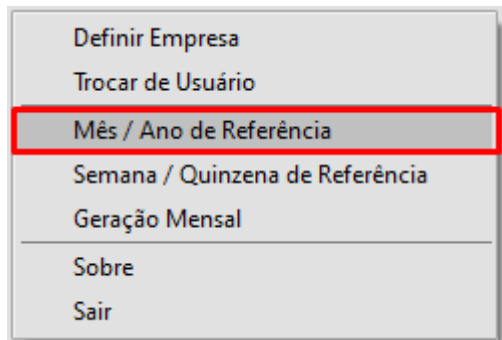 Definir Empresa
Trocar de Usuário
Mês / Ano de Referência
Semana / Quinzena de Referência
Geração Mensal
Sobre
Sair